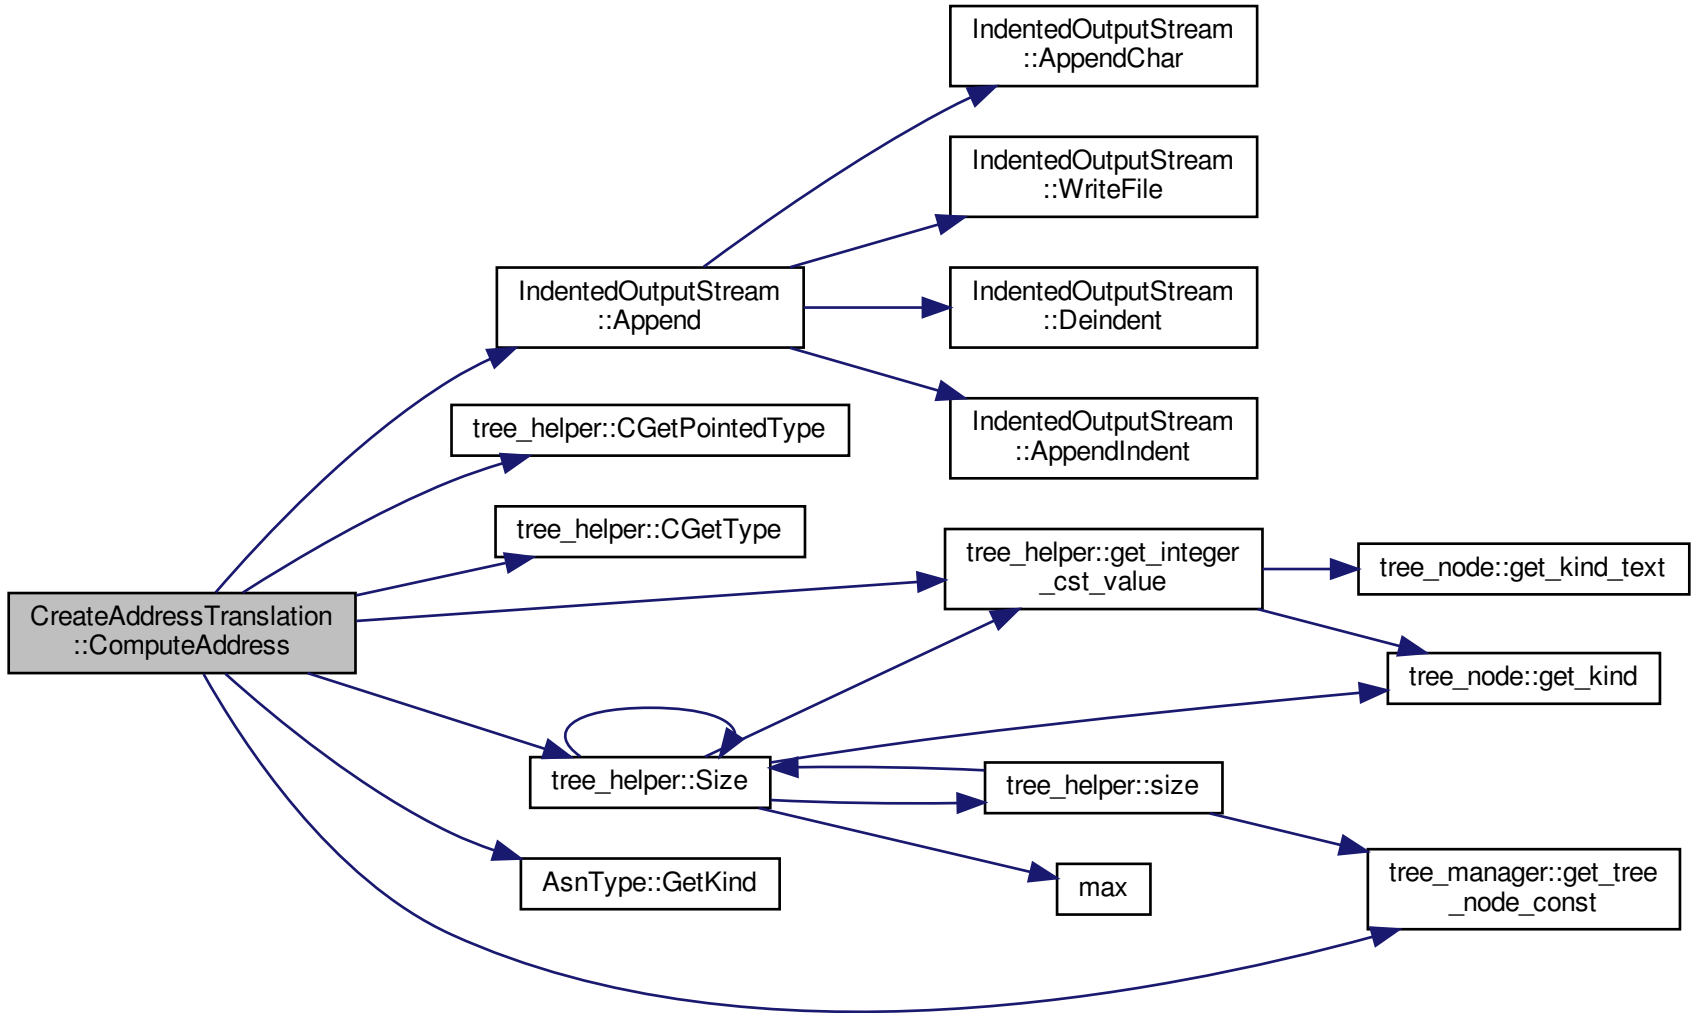 IndentedOutputStream
::AppendChar
IndentedOutputStream
::WriteFile
IndentedOutputStream
::Append
IndentedOutputStream
::Deindent
IndentedOutputStream
::AppendIndent
tree_helper::CGetPointedType
tree_helper::CGetType
tree_helper::get_integer
_cst_value
tree_node::get_kind_text
CreateAddressTranslation
::ComputeAddress
tree_node::get_kind
tree_helper::Size
tree_helper::size
AsnType::GetKind
max
tree_manager::get_tree
_node_const